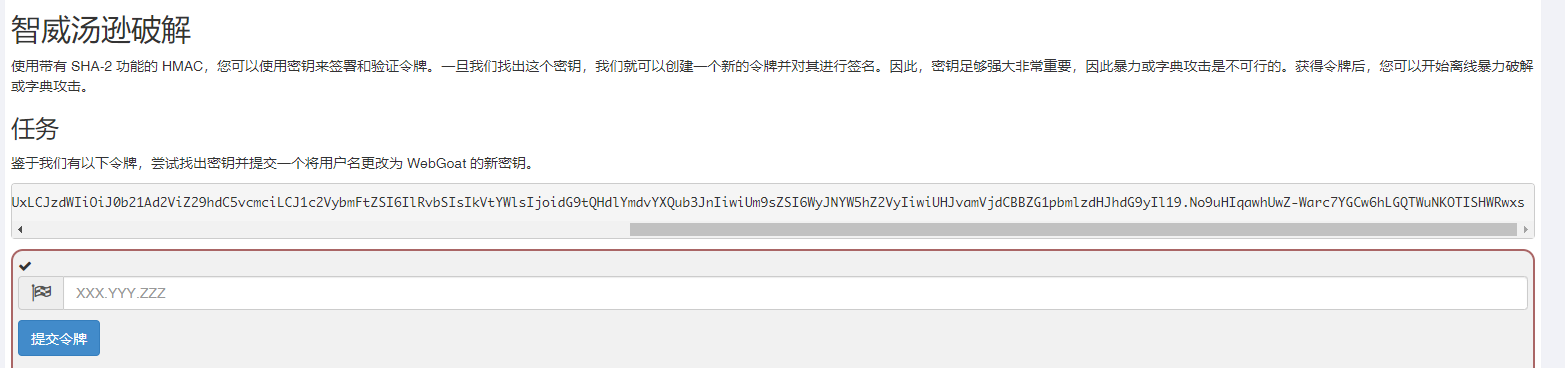 智威汤逊破解
使用带有 SHA-2 功能的 HMAC，您可以使用密钥来签署和验证令牌。一旦我们找出这个密钥，我们就可以创建一个新的令牌并对其进行签名。因此，密钥足够强大非常重要，因此暴力或字典攻击是不可行的。获得令牌后，您可以开始离线暴力破解
或字典攻击。
任务
鉴于我们有以下令牌，尝试找出密钥并提交一个将用户名更改为 WebGoat 的新密钥。
UxLCJzdWIiOiJ0b21Ad2ViZ29hdC5vcmciLCJ1c2VybmFtZSI6IlRvbSIsIkVtYWlsIjoidG9tQHdlYmdvYXQub3JnIiwiUm9sZSI6WyJNYW5hZ2VyIiwiUHJvamVjdCBBZG1pbmlzdHJhdG9yIl19.No9uHIqawhUwZ-Warc7YGCw6hLGQTWuNKOTISHWRwxs
XXX.YYY.ZZZ
提交令牌